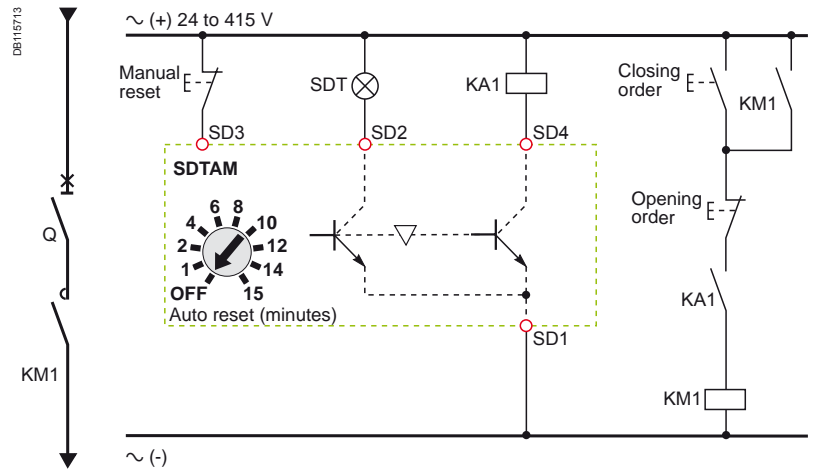 DB115713
∼ (+) 24 to 415 V
Manual
reset
SDT
KA1
Closing
order
KM1
SD3
SD2
SD4
SDTAM
Q
6 8
4 10
2 12
1 14
OFF 15
Auto reset (minutes)
SD1
Opening
order
KA1
KM1
KM1
∼ (-)